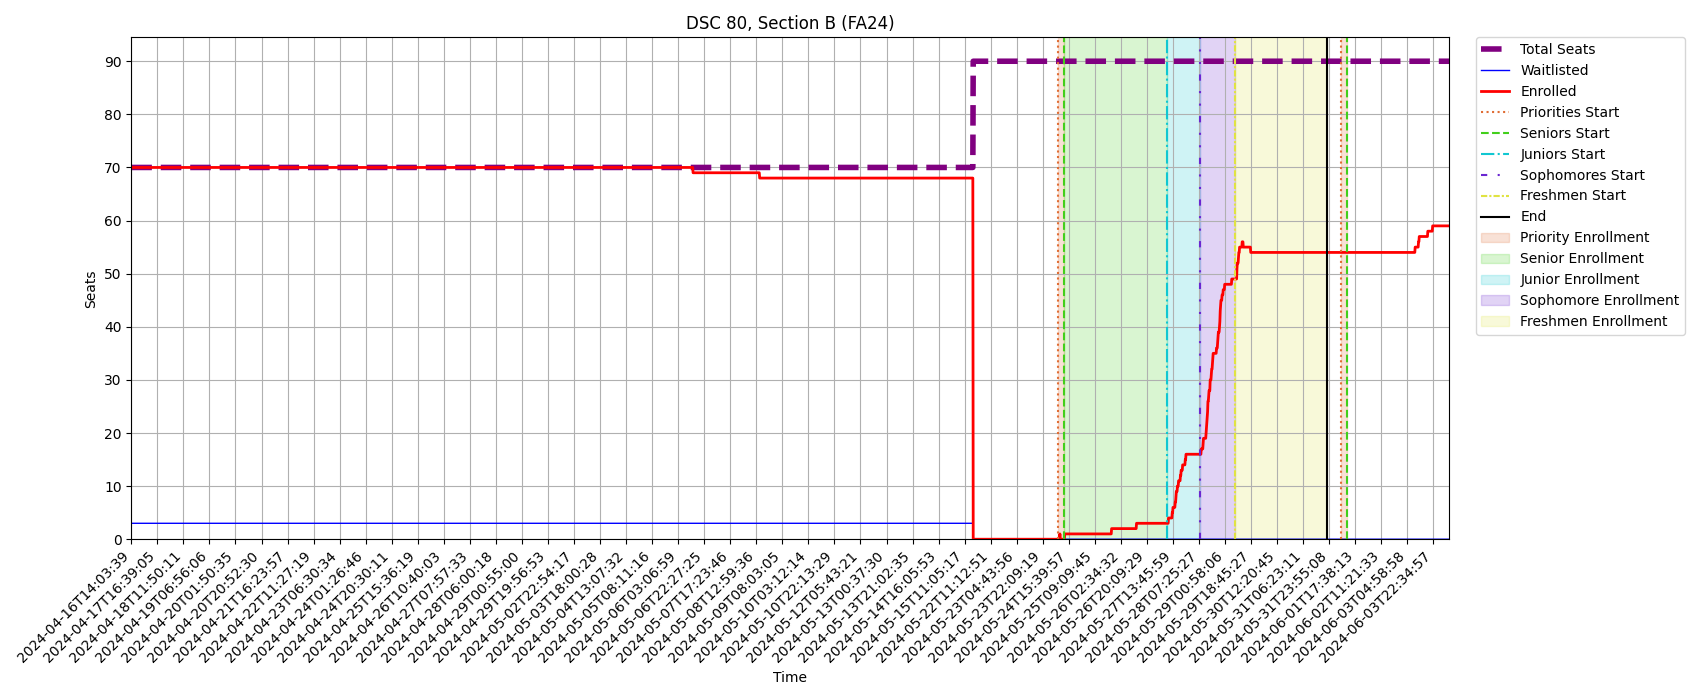 DSC 80, Section B (FA24)
Total Seats
Waitlisted
Enrolled
Priorities Start
Seniors Start
Juniors Start
Sophomores Start
Freshmen Start
End
Priority Enrollment
Senior Enrollment
Junior Enrollment
Sophomore Enrollment
Freshmen Enrollment
90
80
70
60
50
40
30
20
10
0
Seats
2024-04-16T14:03:39
2024-04-17T16:39:05
2024-04-18T11:50:11
2024-04-19T06:56:06
2024-04-20T01:50:35
2024-04-20T20:52:30
2024-04-21T16:23:57
2024-04-22T11:27:19
2024-04-23T06:30:34
2024-04-24T01:26:46
2024-04-24T20:30:11
2024-04-25T15:36:19
2024-04-26T10:40:03
2024-04-27T07:57:33
2024-04-28T06:00:18
2024-04-29T00:55:00
2024-04-29T19:56:53
2024-05-02T22:54:17
2024-05-03T18:00:28
2024-05-04T13:07:32
2024-05-05T08:11:16
2024-05-06T03:06:59
2024-05-06T22:27:25
2024-05-07T17:23:46
2024-05-08T12:59:36
2024-05-09T08:03:05
2024-05-10T03:12:14
2024-05-10T22:13:29
2024-05-12T05:43:21
2024-05-13T00:37:30
2024-05-13T21:02:35
2024-05-14T16:05:53
2024-05-15T11:05:17
2024-05-22T11:12:51
2024-05-23T04:43:56
2024-05-23T22:09:19
2024-05-24T15:39:57
2024-05-25T09:09:45
2024-05-26T02:34:32
2024-05-26T20:09:29
2024-05-27T13:45:59
2024-05-28T07:25:27
2024-05-29T00:58:06
2024-05-29T18:45:27
2024-05-30T12:20:45
2024-05-31T06:23:11
2024-05-31T23:55:08
2024-06-01T17:38:13
2024-06-02T11:21:33
2024-06-03T04:58:58
2024-06-03T22:34:57
Time